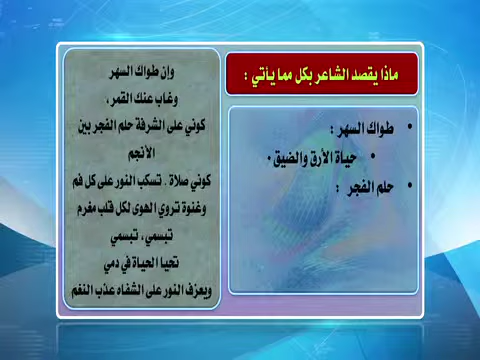 ماذا يقصد الشاعر بكل مما يأتي :
• طواك السهر :
• حياة الأرق والضيق.
• حلم الفجر :
وإن طواك السهر
وغاب عنك القمر،
كوني على الشرفة حلم الفجر بين
الأنجم
كوني صلاة . تسكب النور على كل فم
وغنوة تروي الهوى لكل قلب مغرم
تبسمي، تبسمي
تحيا الحياة في دمي
ويعزف النور على الشفاه عذب النغم